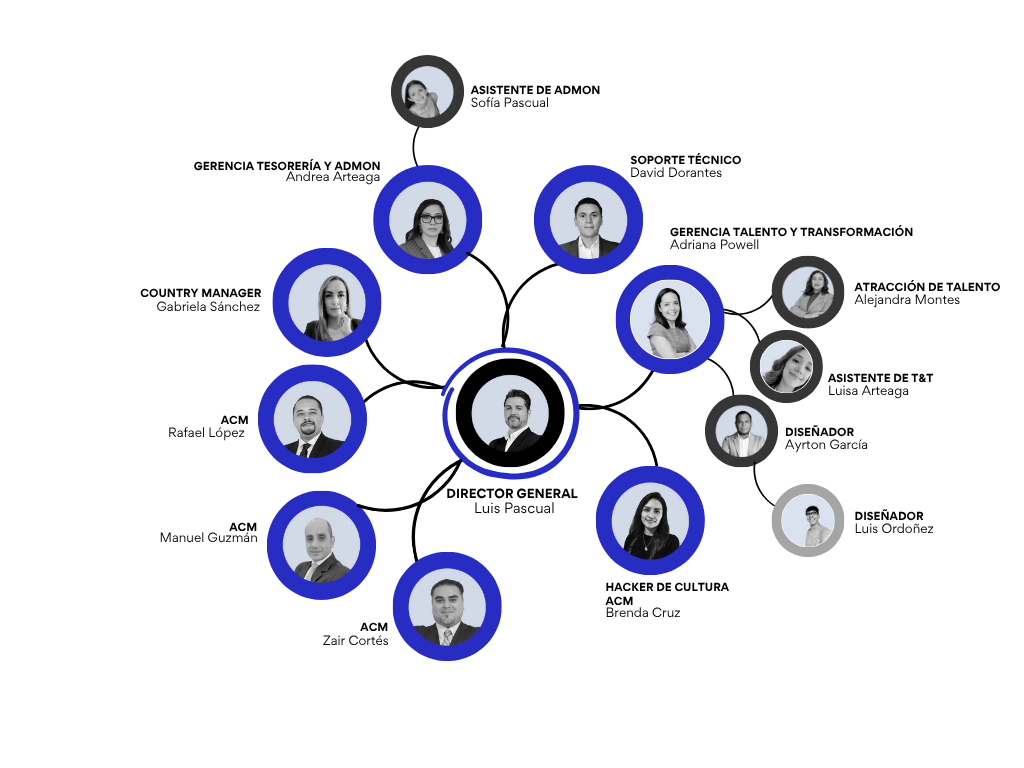 ASISTENTE DE ADMON
Sofía Pascual
GERENCIA TESORERÍA Y ADMON
Andrea Arteaga
SOPORTE TÉCNICO
David Dorantes
GERENCIA TALENTO Y TRANSFORMACIÓN
Adriana Powell
COUNTRY MANAGER
Gabriela Sánchez
ATRACCIÓN DE TALENTO
Alejandra Montes
ASISTENTE DE T&T
Luisa Arteaga
ACM
Rafael López
DISEÑADOR
Ayrton García
DIRECTOR GENERAL
Luis Pascual
ACM
Manuel Guzmán
DISEÑADOR
Luis Ordoñez
HACKER DE CULTURA
ACM
Brenda Cruz
ACM
Zair Cortés